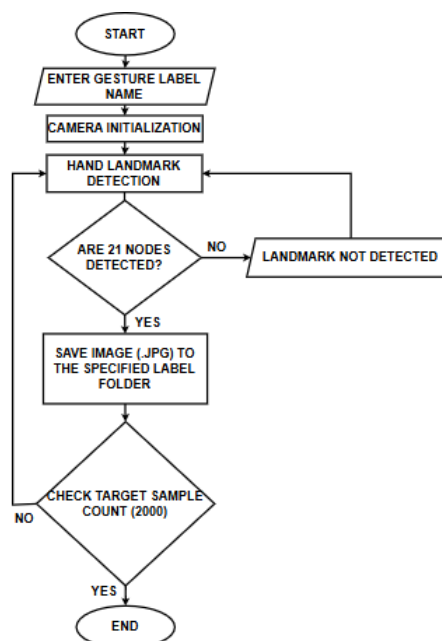 START
ENTER GESTURE LABEL
NAME
CAMERA INITIALIZATION
HAND LANDMARK
DETECTION
ARE 21 NODES
DETECTED?
NO
LANDMARK NOT DETECTED
YES
SAVE IMAGE (.JPG) TO
THE SPECIFIED LABEL
FOLDER
CHECK TARGET SAMPLE
COUNT (2000)
NO
YES
END